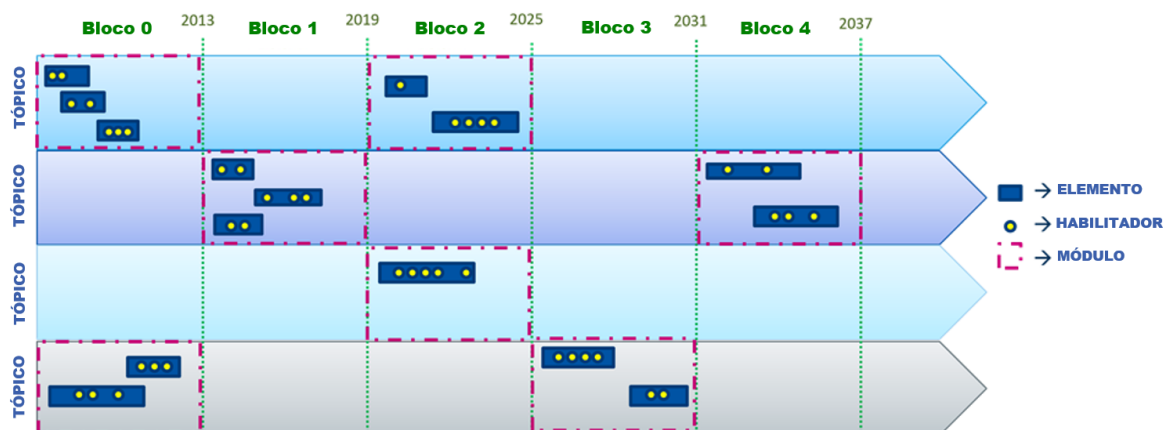 Bloco 0
2013
Bloco 1
2019
Bloco 2
2025
Bloco 3
2031
Bloco 4
2037
TÓPICO
TÓPICO
TÓPICO
TÓPICO
ELEMENTO
HABILITADOR
MÓDULO